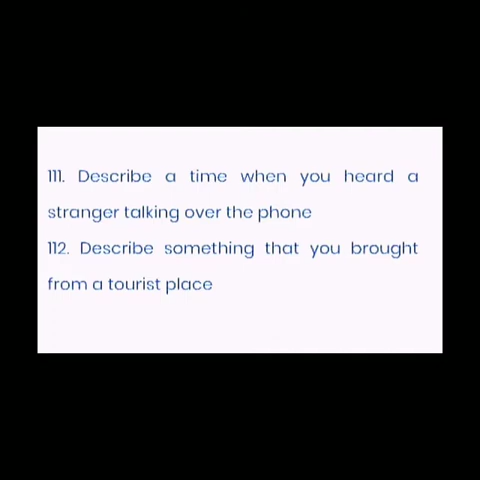 111. Describe a time when you heard a
stranger talking over the phone
112. Describe something that you brought
from a tourist place